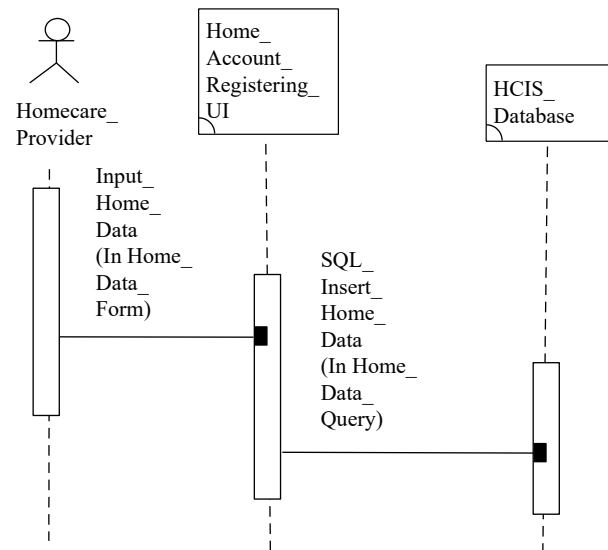 Homecare_
Provider
Home_
Account_
Registering_
UI
HCIS_
Database
Input_
Home_
Data
(In Home_
Data_
Form)
SQL_
Insert_
Home_
Data
(In Home_
Data_
Query)